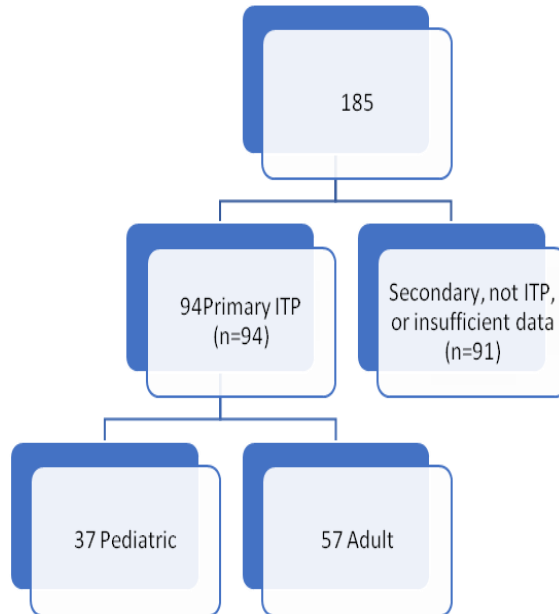 185
94Primary ITP
(n=94)
Secondary, not ITP,
or insufficient data
(n=91)
37 Pediatric
57 Adult